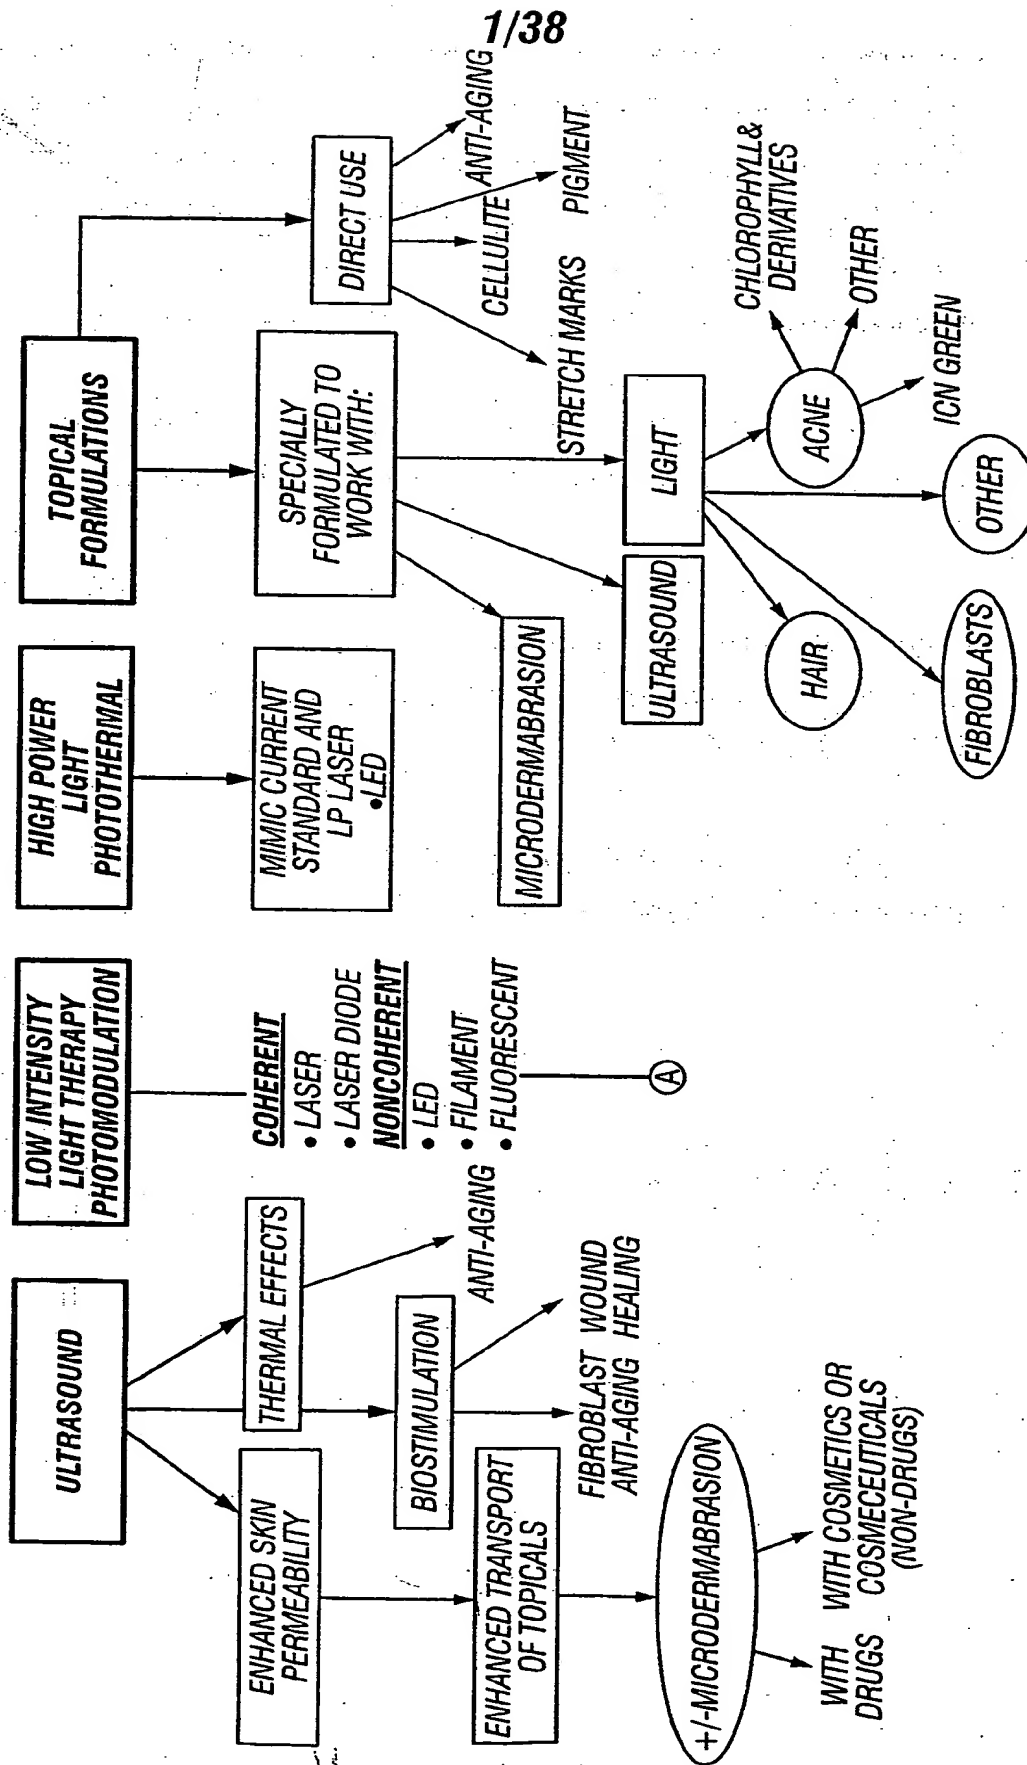 1/38
ULTRASOUND
ENHANCED SKIN
PERMEABILITY
THERMAL EFFECTS
ANTI-AGING
BIOSTIMULATION
FIBROBLAST
ANTI-AGING
WOUND
HEALING
ENHANCED TRANSPORT
OF TOPICALS
+/-MICRODERMABRASION
WITH
DRUGS
WITH COSMETICS OR
COSMECEUTICALS
(NON-DRUGS)
LOW INTENSITY
LIGHT THERAPY
PHOTOMODULATION
COHERENT
• LASER
• LASER DIODE
NONCOHERENT
• LED
• FILAMENT
• FLUORESCENT
A
HIGH POWER
LIGHT
PHOTOTHERMAL
MIMIC CURRENT
STANDARD AND
LP LASER
•LED
TOPICAL
FORMULATIONS
SPECIALLY
FORMULATED TO
WORK WITH:
MICRODERMABRASION
ULTRASOUND
LIGHT
HAIR
FIBROBLASTS
OTHER
ACNE
ICN GREEN
OTHER
CHLOROPHYLL&
DERIVATIVES
DIRECT USE
STRETCH MARKS
CELLULITE
PIGMENT
ANTI-AGING